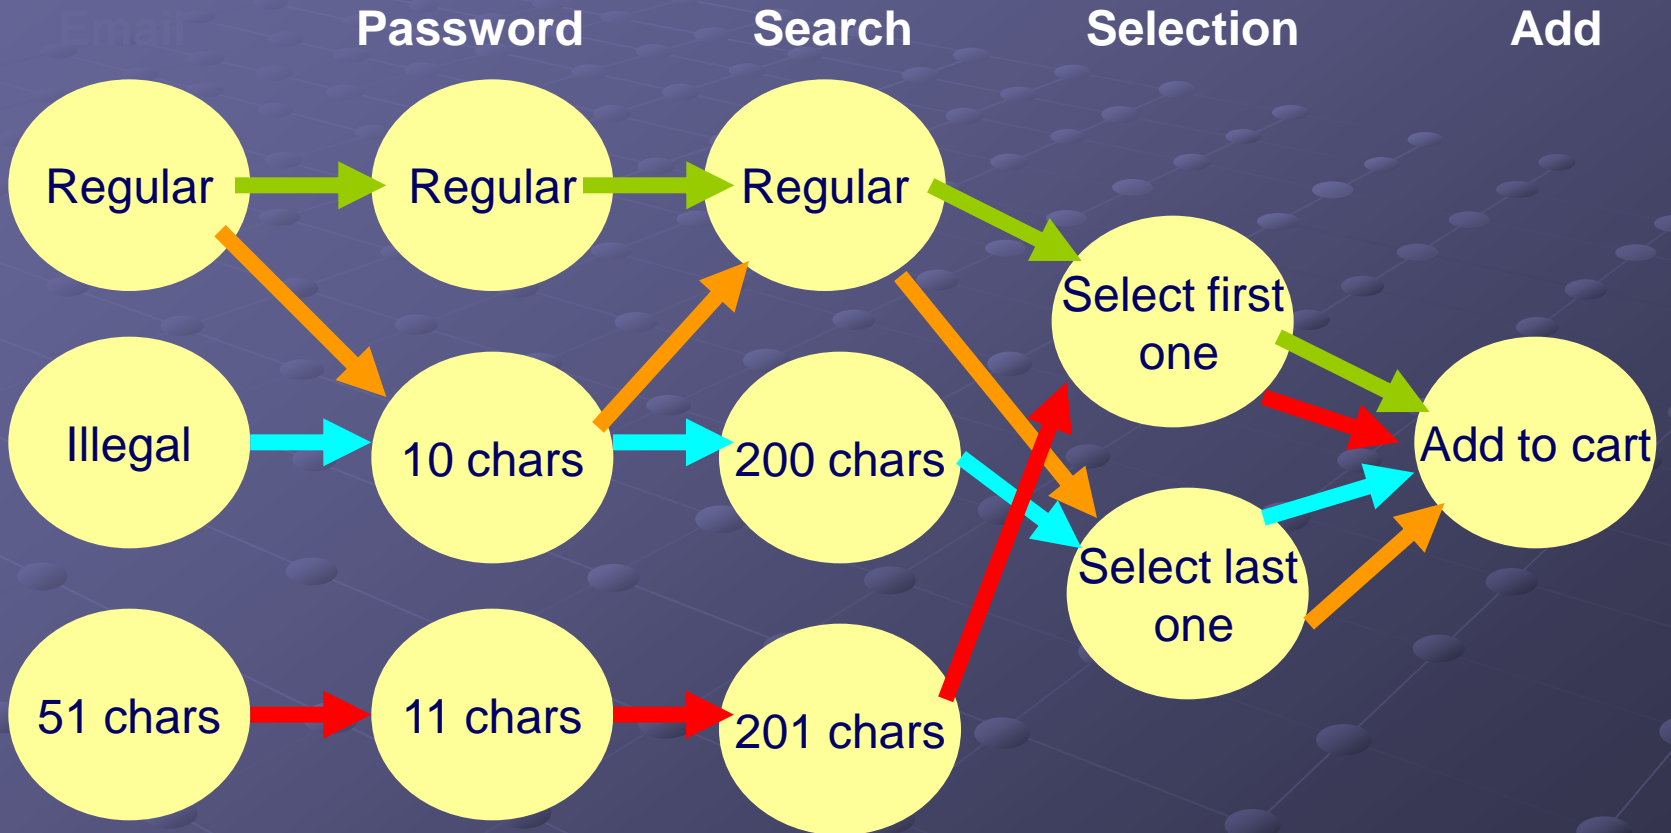 Email Password Search Selection Add
Regular Regular Regular
Select first
one
Illegal 10 chars 200 chars Add to cart
Select last
one
51 chars 11 chars 201 chars